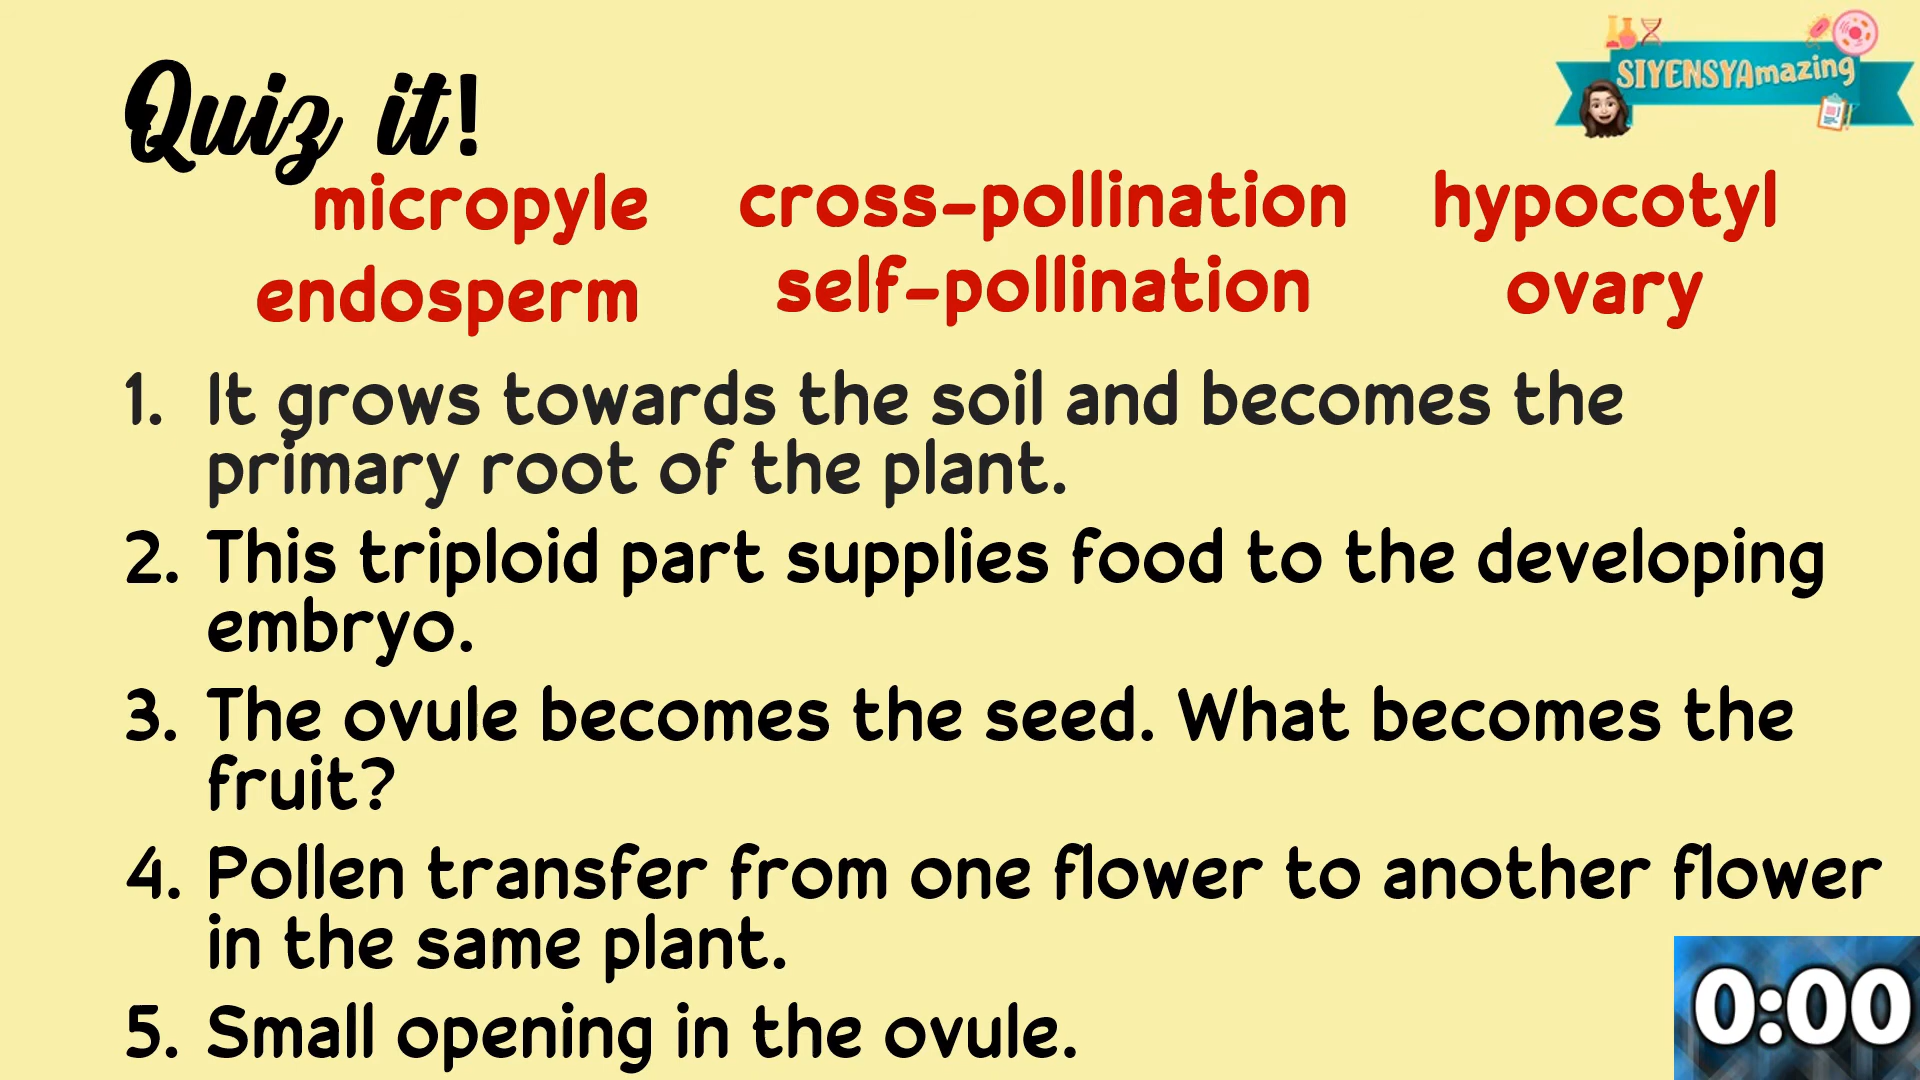 Quiz it!
SIYENSYAmazing
micropyle cross-pollination hypocotyl
endosperm self-pollination ovary
1. It grows towards the soil and becomes the
primary root of the plant.
2. This triploid part supplies food to the developing
embryo.
3. The ovule becomes the seed. What becomes the
fruit?
4. Pollen transfer from one flower to another flower
in the same plant.
5. Small opening in the ovule.
0:00